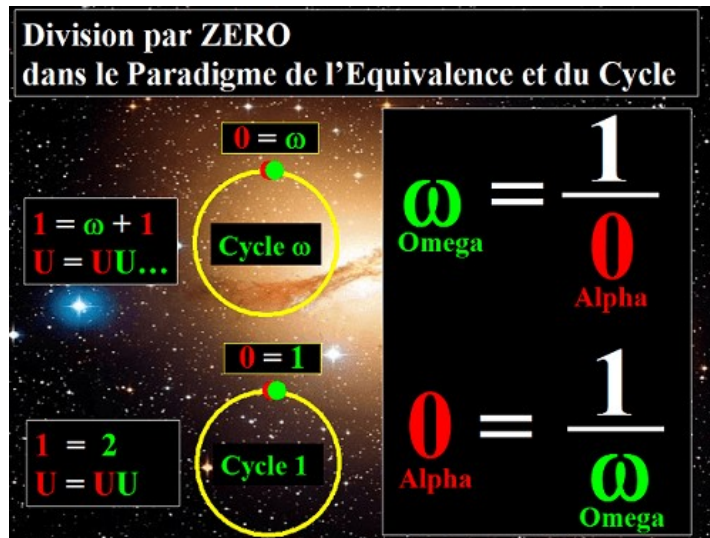 Division par ZERO
dans le Paradigme de l'Equivalence et du Cycle
0 = ω
1 = ω + 1
U = UU...
Cycle ω
0 = 1
1 = 2
U = UU
Cycle 1
ω = 1
0
Omega
Alpha
0 = 1
ω
Alpha
Omega